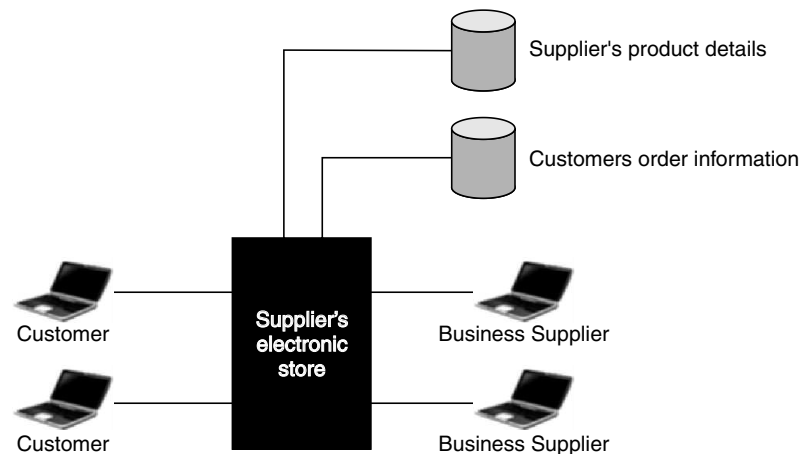 Supplier's product details
Customers order information
Supplier's
electronic
store
Customer
Business Supplier
Customer
Business Supplier